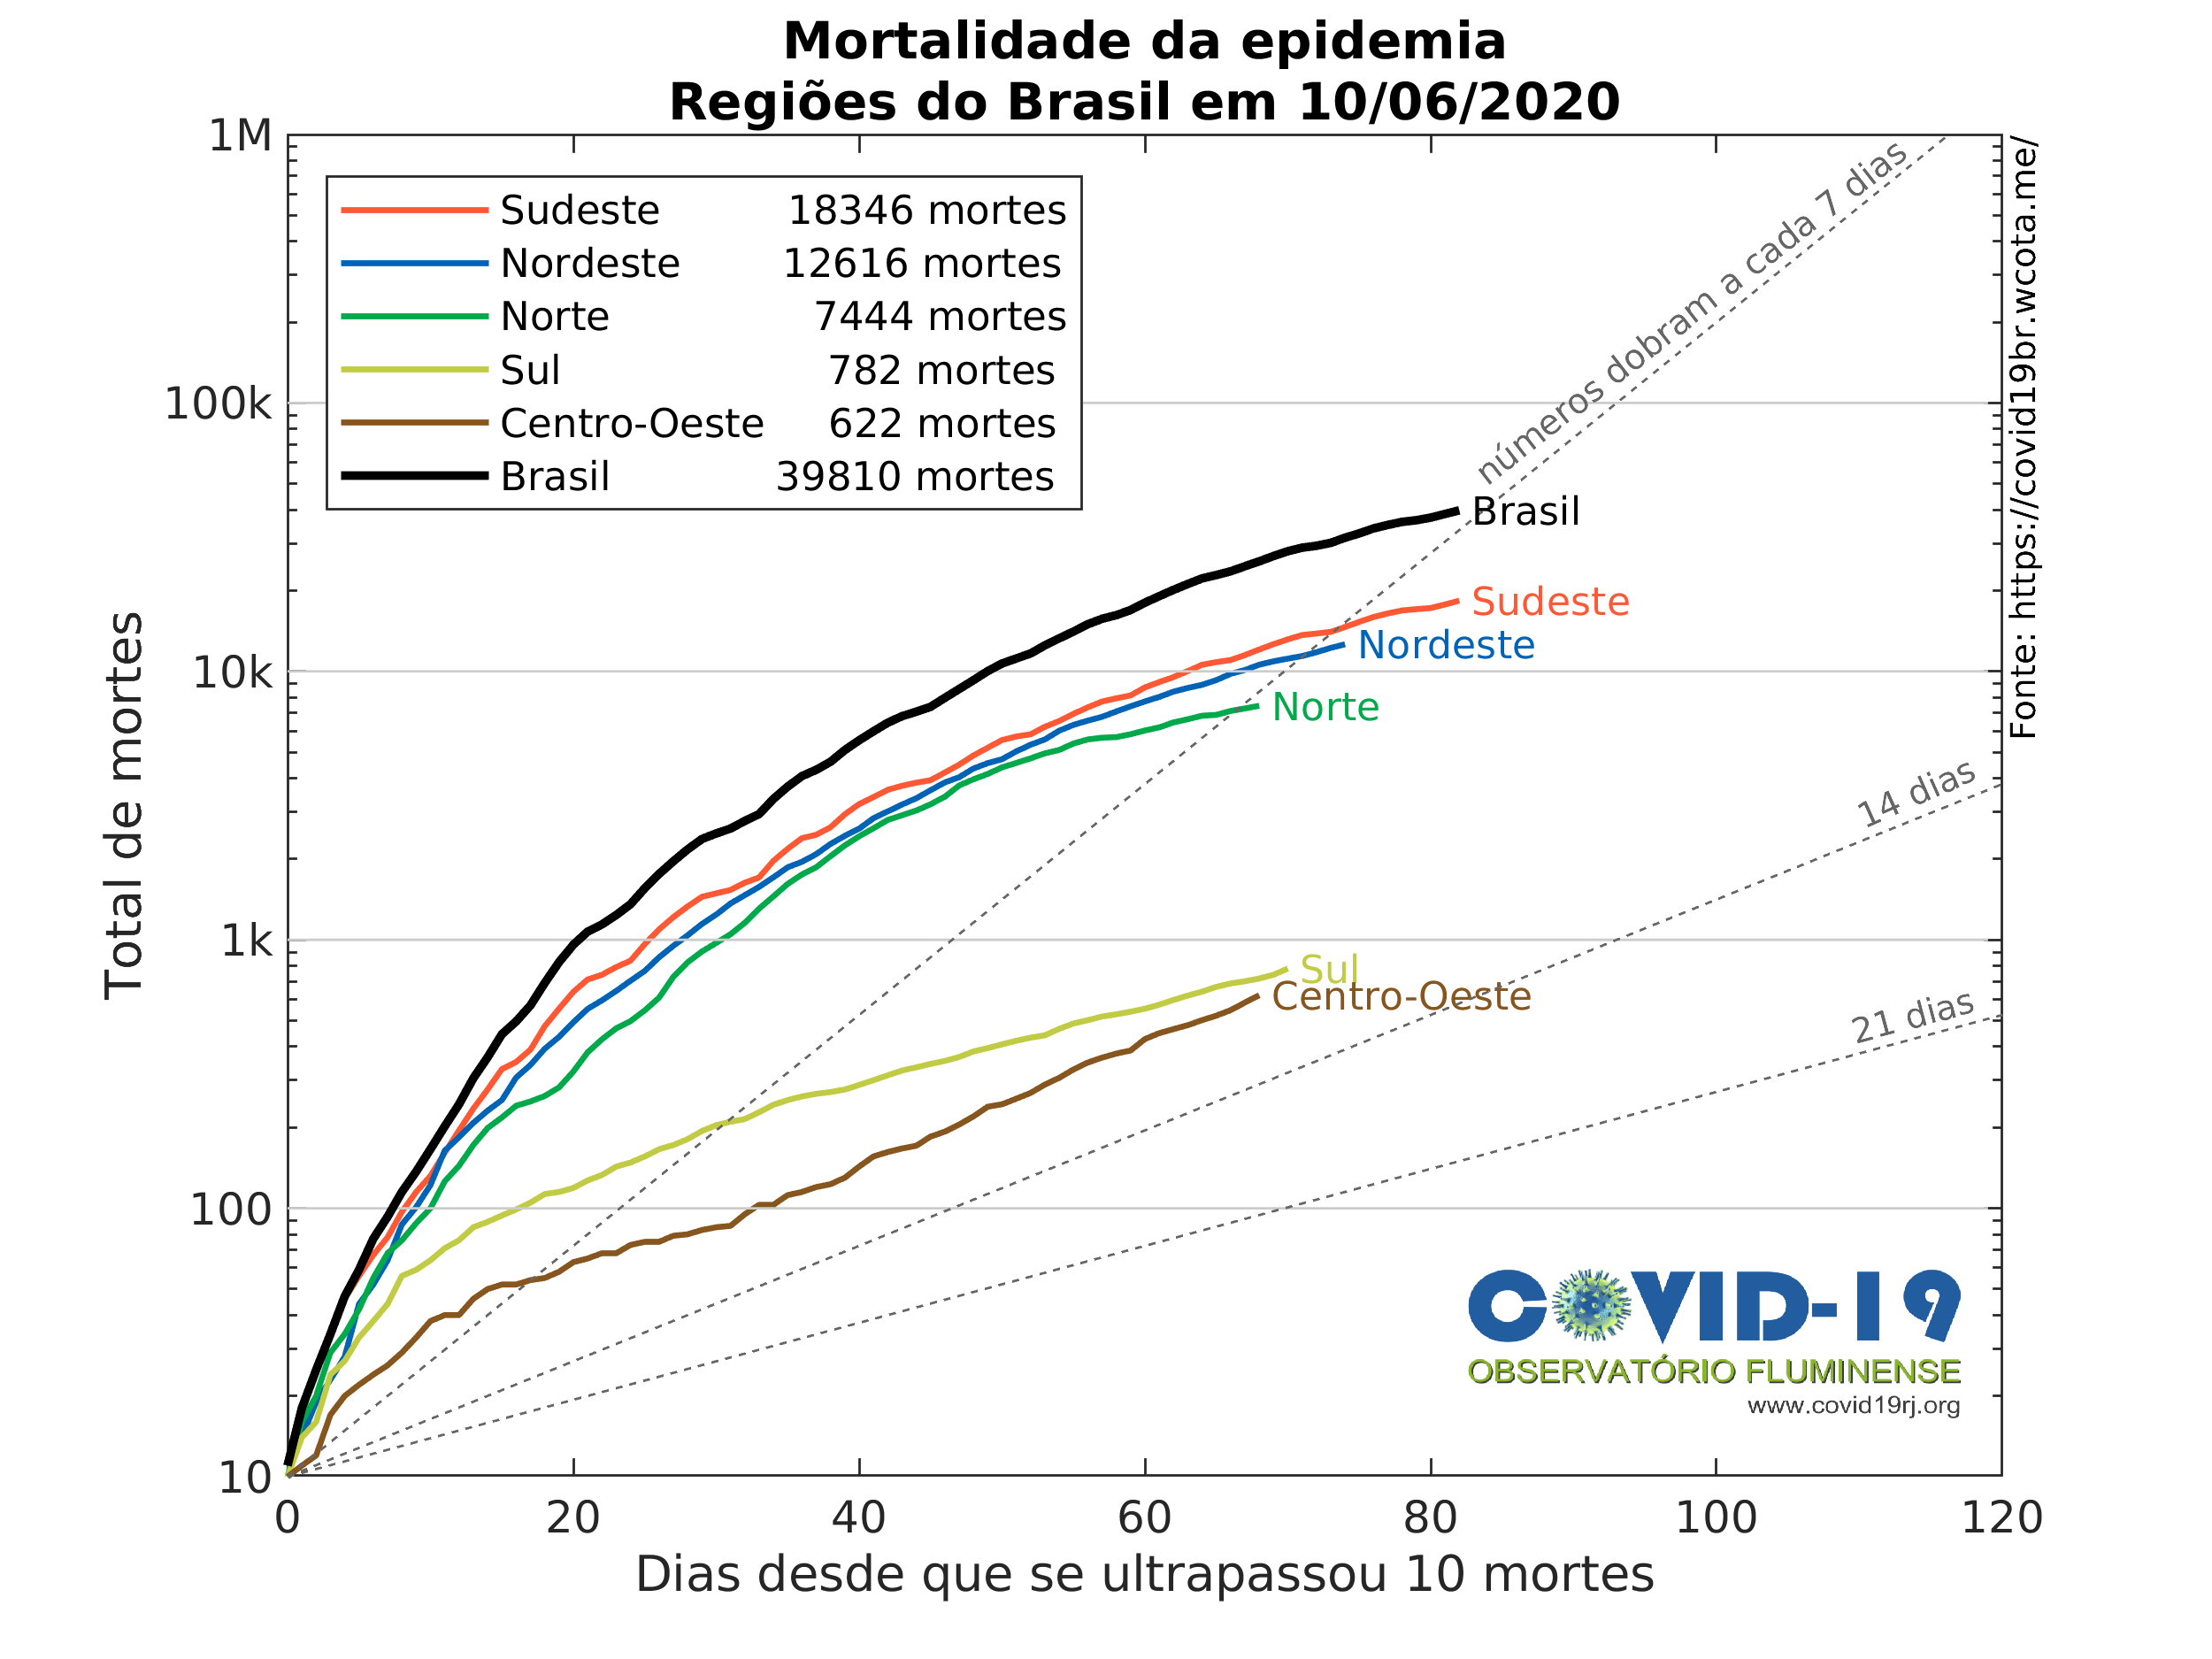 Mortalidade da epidemia
Regiões do Brasil em 10/06/2020
1M
100k
10k
1k
100
10
Total de mortes
Sudeste 18346 mortes
Nordeste 12616 mortes
Norte 7444 mortes
Sul 782 mortes
Centro-Oeste 622 mortes
Brasil 39810 mortes
números dobram a cada 7 dias
Brasil
Sudeste
Nordeste
Norte
14 dias
Sul
Centro-Oeste
21 dias
Fonte: https://covid19br.wcota.me/
COVID-19
OBSERVATÓRIO FLUMINENSE
www.covid19rj.org
0 20 40 60 80 100 120
Dias desde que se ultrapassou 10 mortes